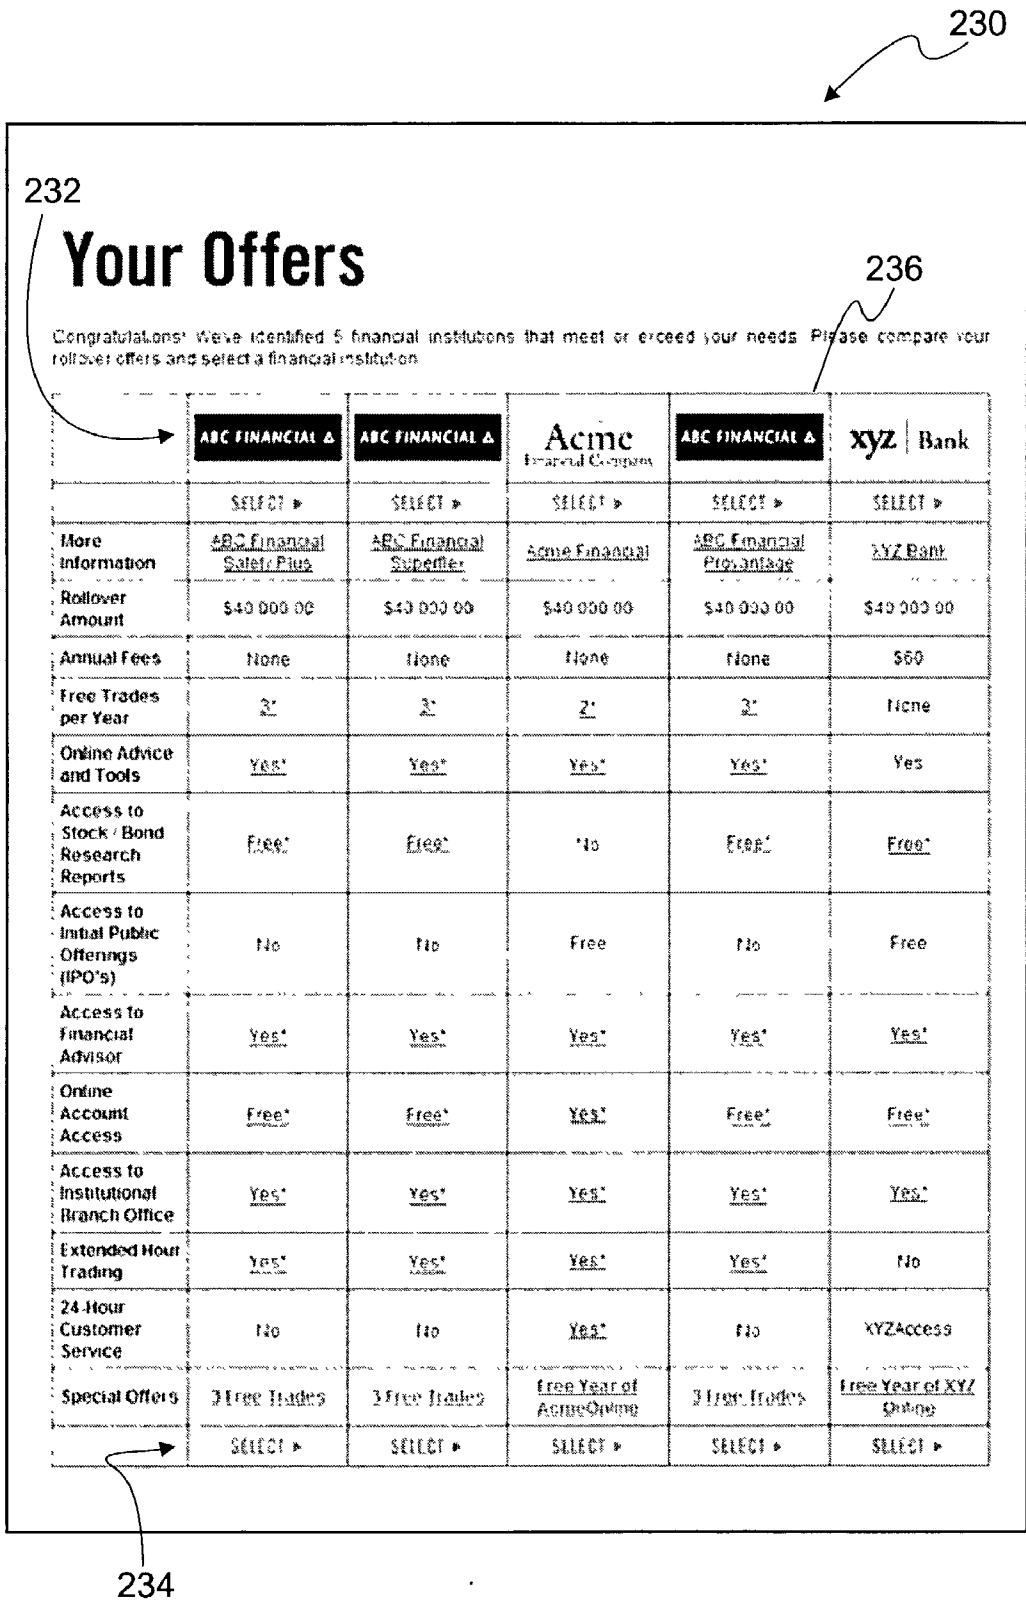 230
232
Your Offers
236
Congratulations! We've identified 5 financial institutions that meet or exceed your needs. Please compare your
rollover offers and select a financial institution
ABC FINANCIAL ABC FINANCIAL Acme ABC FINANCIAL xyz | Bank
Financial Company
SELECT ▶ SELECT ▶ SELECT ▶ SELECT ▶ SELECT ▶
More ABC Financial ABC Financial Acme Financial ABC Financial XYZ Bank
Information Safety Plus Superflex Provantage
Rollover $40 000 00 $40 000 00 $40 000 00 $40 000 00 $40 000 00
Amount
Annual Fees None None None None $60
Free Trades 3* 3* 2* 3* None
per Year
Online Advice Yes* Yes* Yes* Yes* Yes
and Tools
Access to
Stock / Bond Free* Free* No Free* Free*
Research
Reports
Access to
Initial Public No No Free No Free
Offerings
(IPO's)
Access to
Financial Yes* Yes* Yes* Yes* Yes*
Advisor
Online
Account Free* Free* Yes* Free* Free*
Access
Access to
Institutional Yes* Yes* Yes* Yes* Yes*
Branch Office
Extended Hour Yes* Yes* Yes* Yes* No
Trading
24-Hour
Customer No No Yes* No XYZAccess
Service
Special Offers 3 Free Trades 3 Free Trades Free Year of 3 Free Trades Free Year of XYZ
AcmeOnline Online
SELECT ▶ SELECT ▶ SELECT ▶ SELECT ▶ SELECT ▶
234